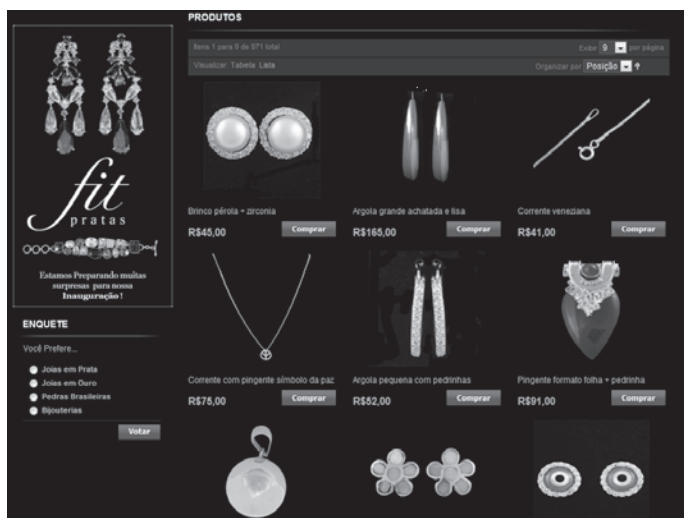 PRODUTOS
Itens 1 para 9 de 871 total
Exibir 9 por página
Visualizar: Tabela Lista
Organizar por Posição
fit
pratas
Estamos Preparando muitas
surpresas para nossa
Inauguração !
ENQUETE
Você Prefere...
Joias em Prata
Joias em Ouro
Pedras Brasileiras
Bijouterias
Votar
Brinco pérola + zirconia
R$45,00
Comprar
Argola grande achatada e lisa
R$165,00
Comprar
Corrente veneziana
R$41,00
Comprar
Corrente com pingente símbolo da paz
R$75,00
Comprar
Argola pequena com pedrinhas
R$52,00
Comprar
Pingente formato folha + pedrinha
R$91,00
Comprar